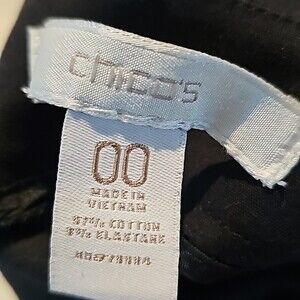 chico's
00
MADE IN
VIETNAM
97% COTTON
3% ELASTANE